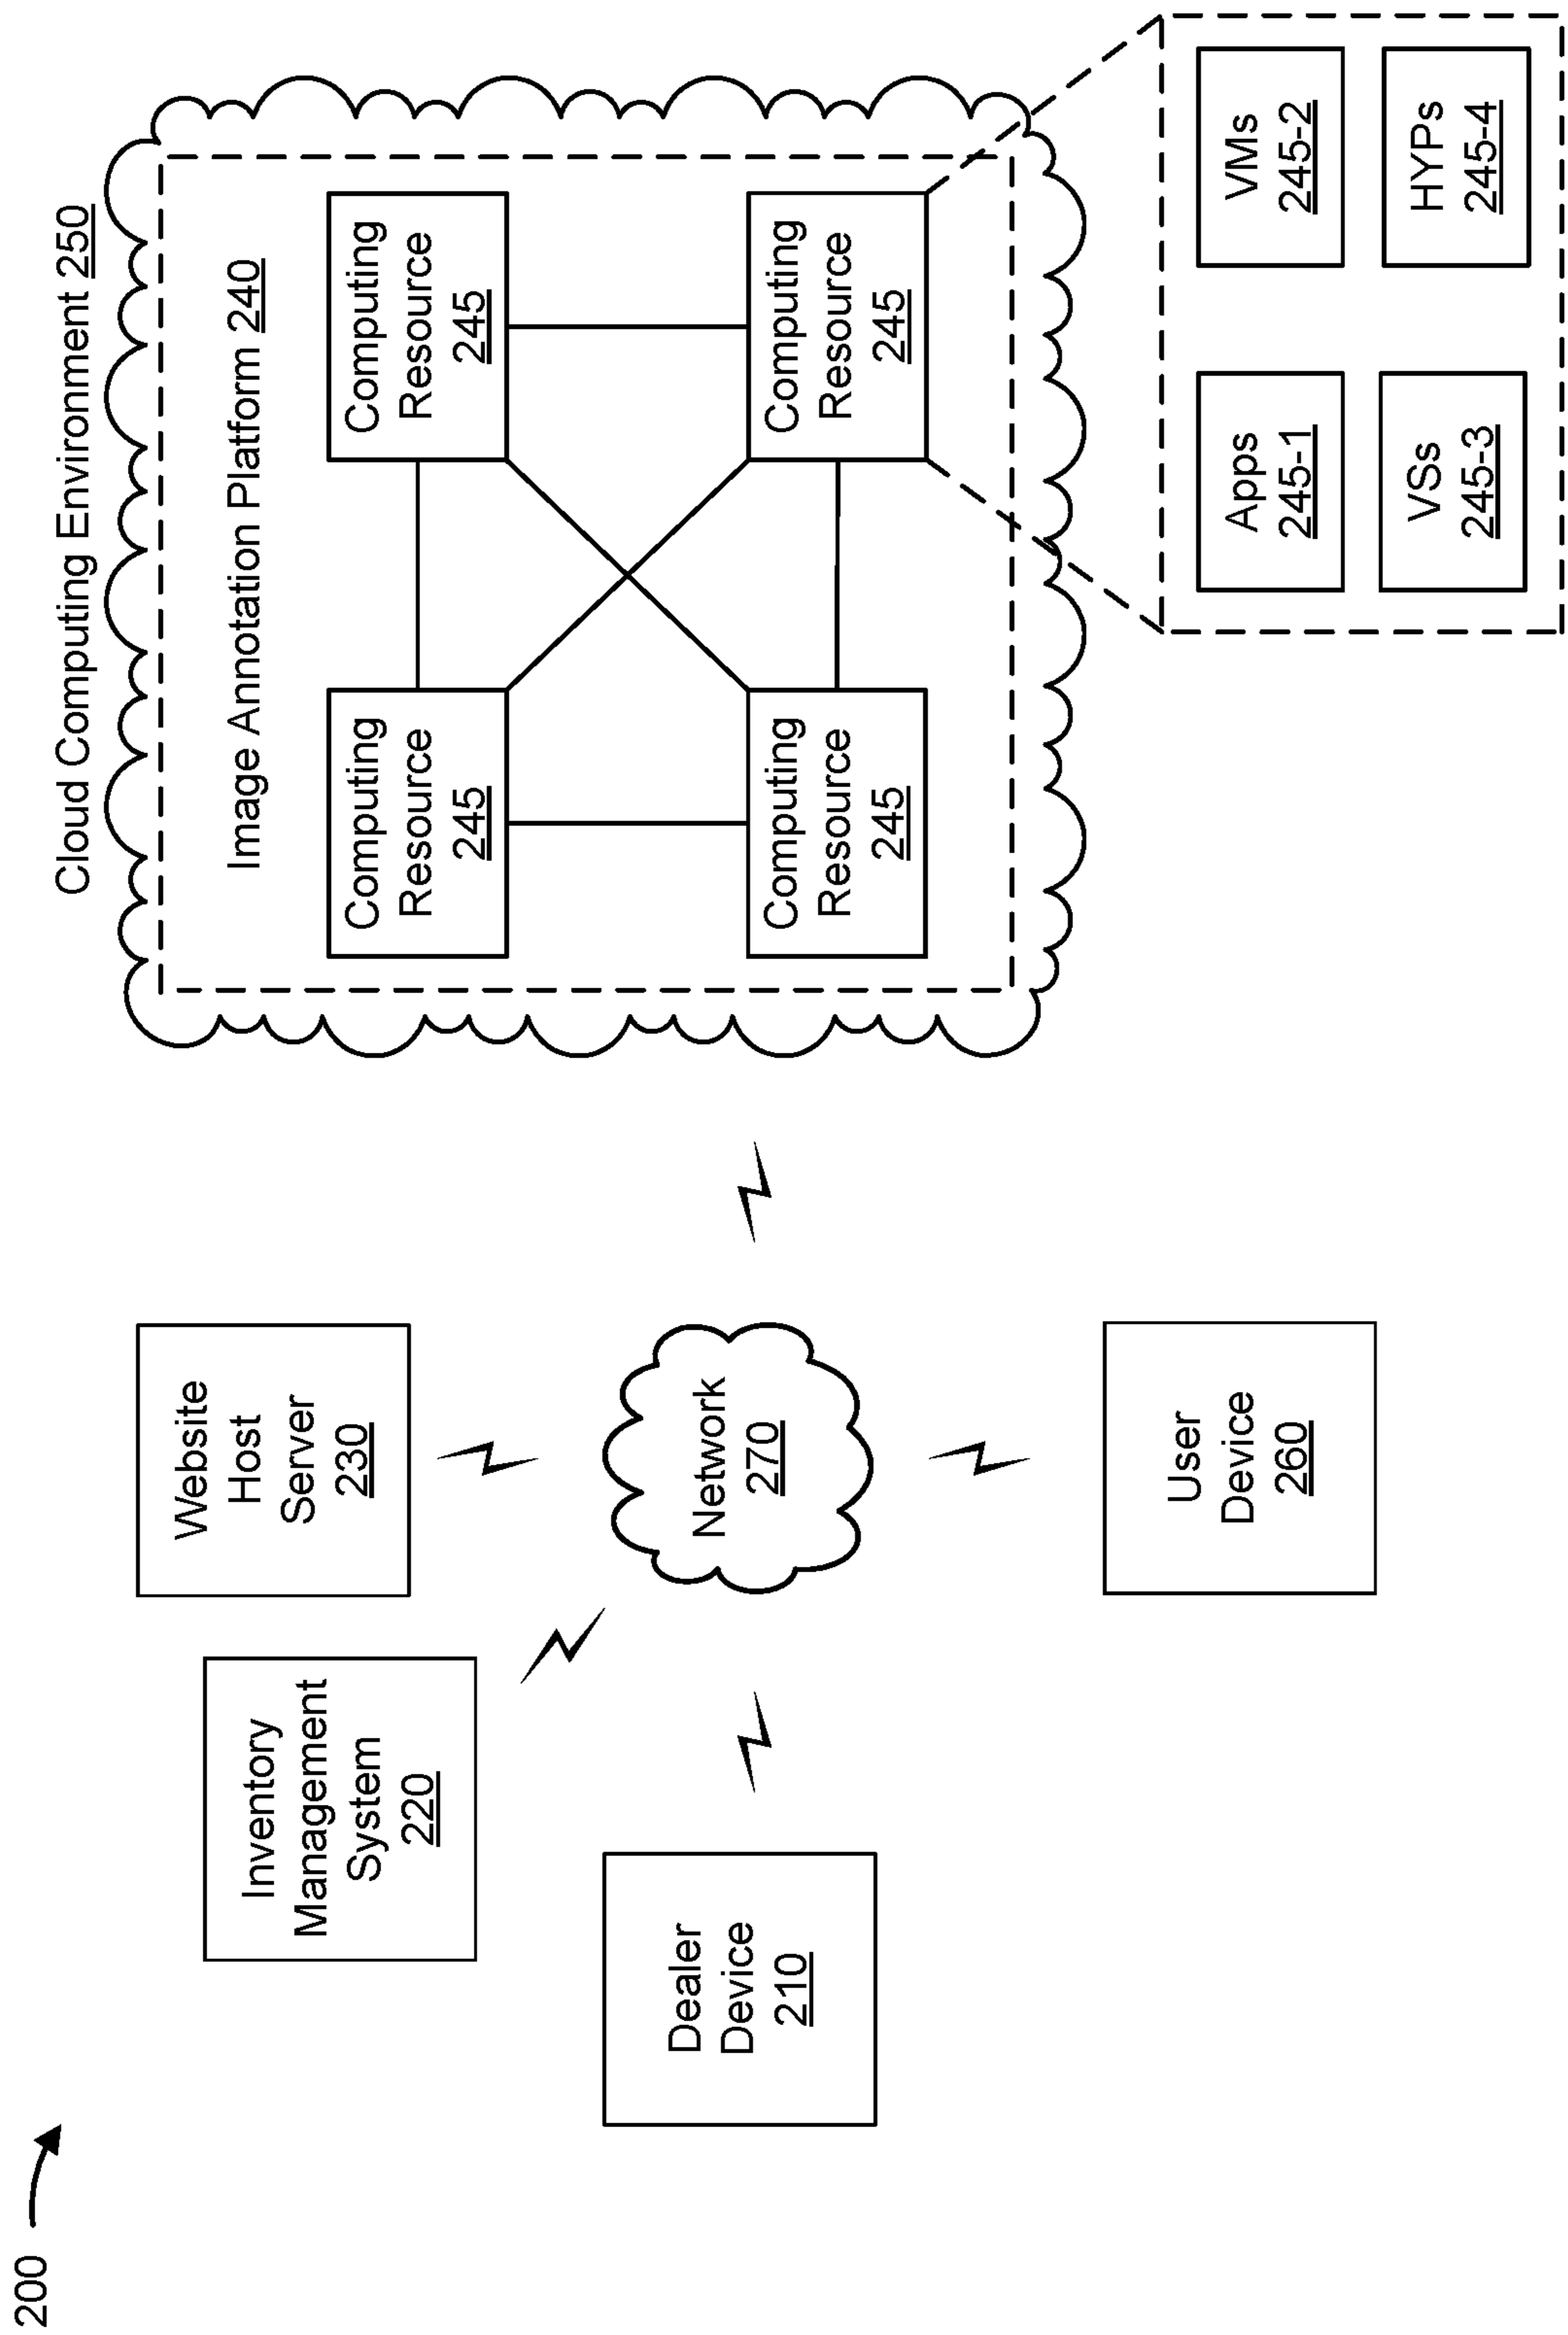 200
Cloud Computing Environment 250
Image Annotation Platform 240
Computing
Resource
245
Computing
Resource
245
Computing
Resource
245
Computing
Resource
245
Website
Host
Server
230
Inventory
Management
System
220
Dealer
Device
210
Network
270
User
Device
260
Apps
245-1
VMs
245-2
VSs
245-3
HYPs
245-4